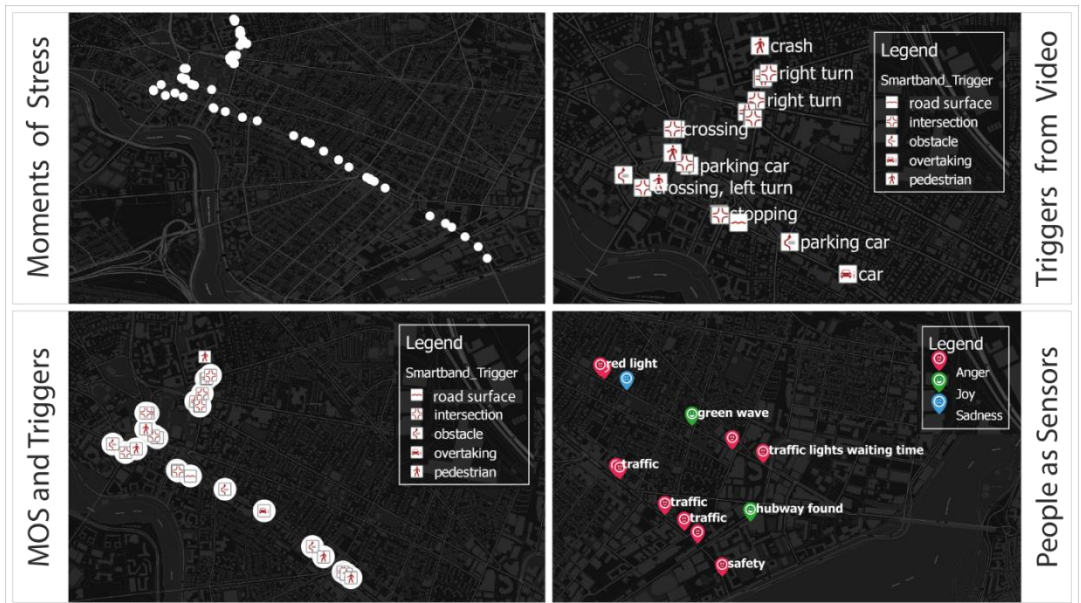 Moments of Stress
crash
right turn
right turn
crossing
parking car
crossing, left turn
stopping
parking car
car
Legend
Smartband_Trigger
road surface
intersection
obstacle
overtaking
pedestrian
Triggers from Video
MOS and Triggers
Legend
Smartband_Trigger
road surface
intersection
obstacle
overtaking
pedestrian
red light
green wave
traffic lights waiting time
traffic
traffic
hubway found
traffic
safety
Legend
Anger
Joy
Sadness
People as Sensors